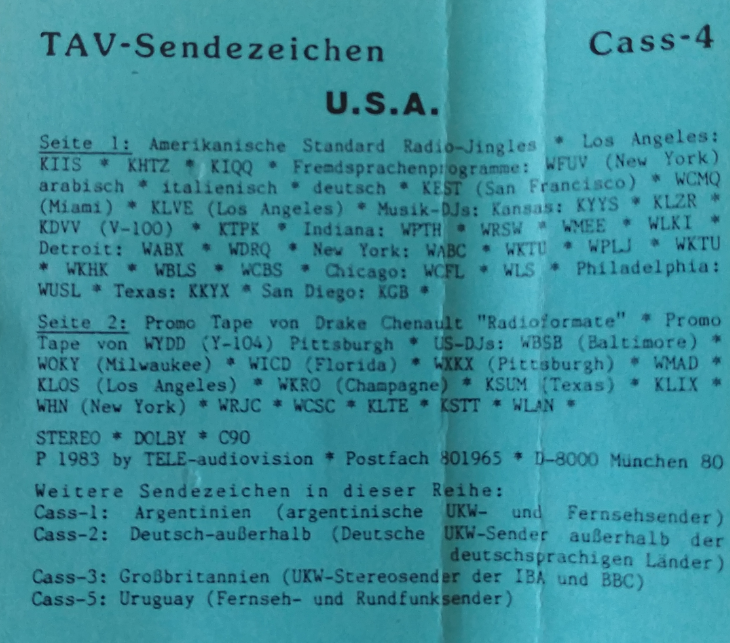 TAV-Sendezeichen Cass-4
U.S.A.
Seite 1: Amerikanische Standard Radio-Jingles * Los Angeles:
KIIS * KHTZ * KIQQ * Fremdsprachenprogramme: WFUV (New York)
arabisch * italienisch * deutsch * KEST (San Francisco) * WCMQ
(Miami) * KLVE (Los Angeles) * Musik-DJs: Kansas: KYYS * KLZR *
KDVV (V-100) * KTPK * Indiana: WPTH * WRSW * WMEE * WLKI *
Detroit: WABX * WDRQ * New York: WABC * WKTU * WPLJ * WKTU
* WKHK * WBLS * WCBS * Chicago: WCFL * WLS * Philadelphia:
WUSL * Texas: KKYX * San Diego: KGB *
Seite 2: Promo Tape von Drake Chenault "Radioformate" * Promo
Tape von WYDD (Y-104) Pittsburgh * US-DJs: WBSB (Baltimore) *
WOKY (Milwaukee) * WICD (Florida) * WXKX (Pittsburgh) * WMAD *
KLOS (Los Angeles) * WKRO (Champagne) * KSUM (Texas) * KLIX *
WHN (New York) * WRJC * WCSC * KLTE * KSTT * WLAN *
STEREO * DOLBY * C90
P 1983 by TELE-audiovision * Postfach 801965 * D-8000 München 80
Weitere Sendezeichen in dieser Reihe:
Cass-1: Argentinien (argentinische UKW- und Fernsehsender)
Cass-2: Deutsch-außerhalb (Deutsche UKW-Sender außerhalb der
deutschsprachigen Länder)
Cass-3: Großbritannien (UKW-Stereosender der IBA und BBC)
Cass-5: Uruguay (Fernseh- und Rundfunksender)